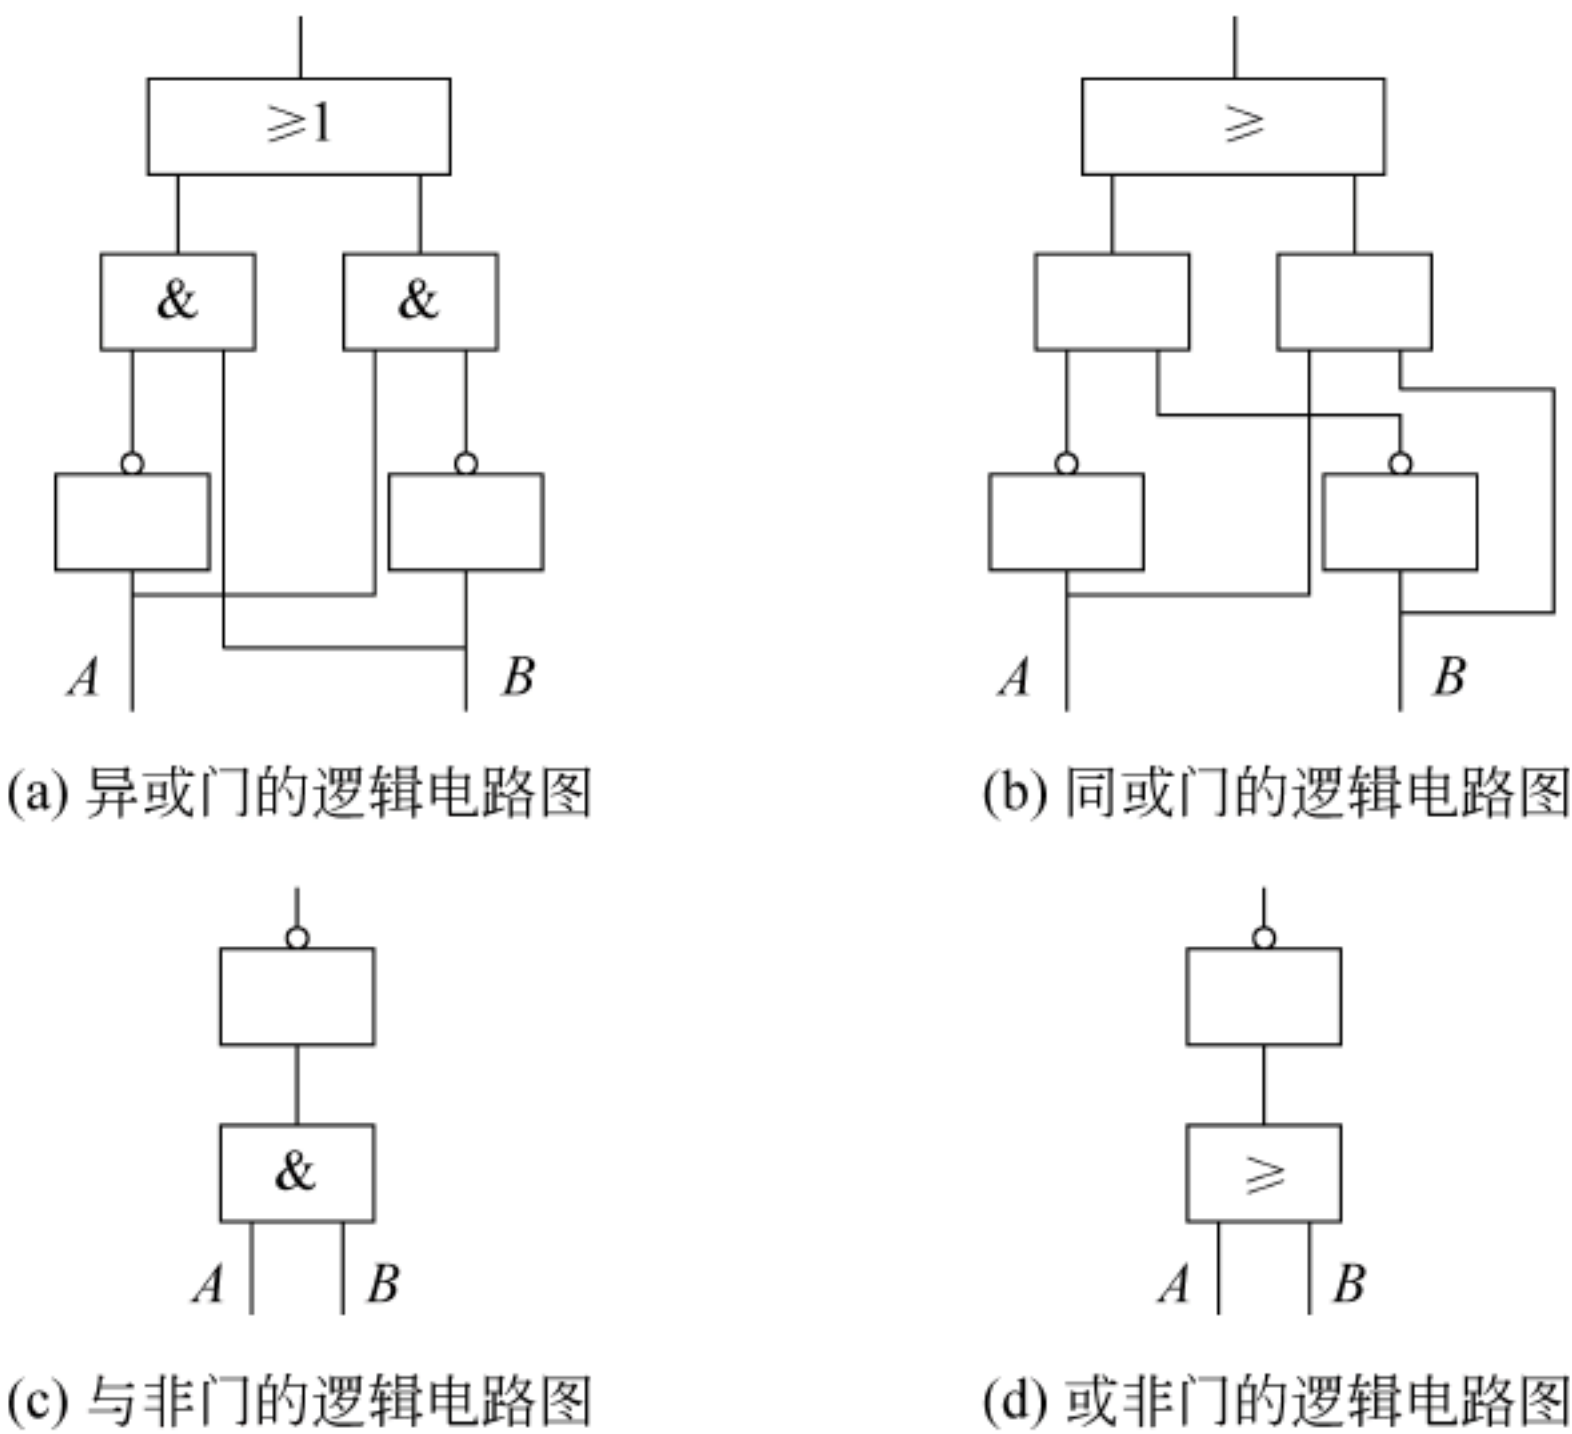 ≥1
≥
& &
A B
A B
(a) 异或门的逻辑电路图
(b) 同或门的逻辑电路图
&
≥
A B
A B
(c) 与非门的逻辑电路图
(d) 或非门的逻辑电路图